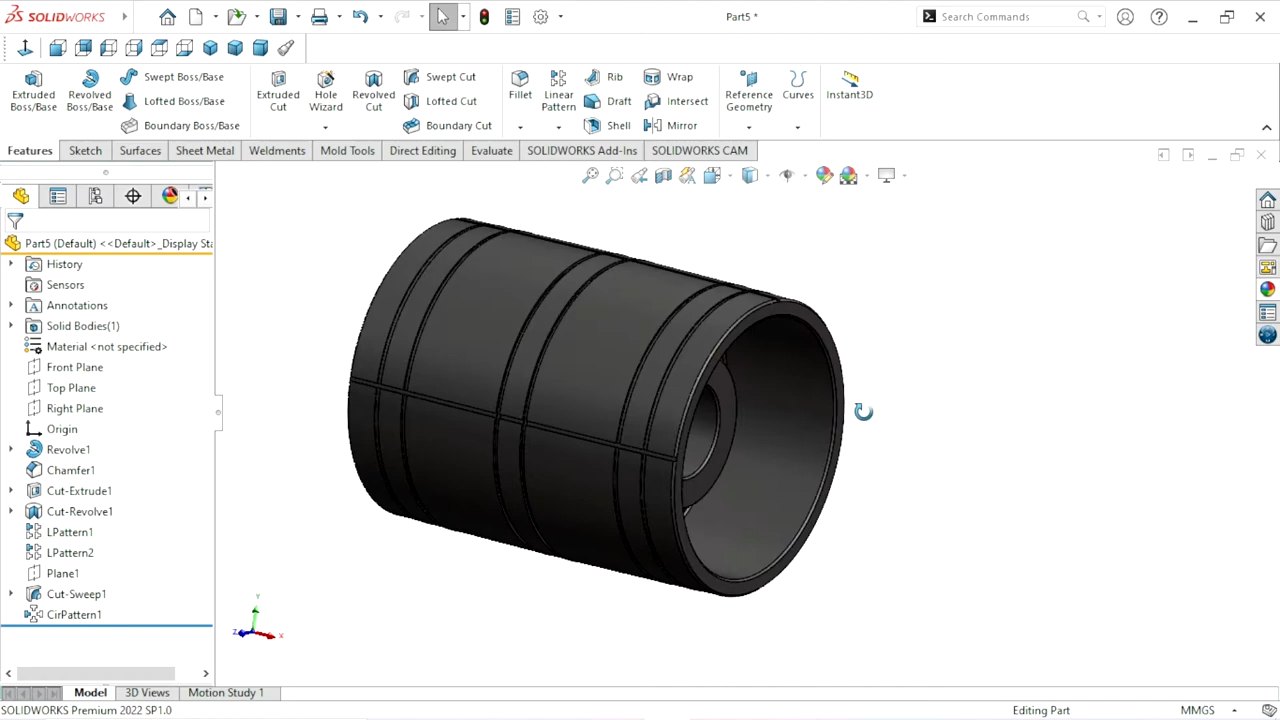 SOLIDWORKS
Part5 *
Search Commands
Extruded Boss/Base
Revolved Boss/Base
Swept Boss/Base
Lofted Boss/Base
Boundary Boss/Base
Extruded Cut
Hole Wizard
Revolved Cut
Swept Cut
Lofted Cut
Boundary Cut
Fillet
Linear Pattern
Rib
Draft
Shell
Wrap
Intersect
Mirror
Reference Geometry
Curves
Instant3D
Features
Sketch
Surfaces
Sheet Metal
Weldments
Mold Tools
Direct Editing
Evaluate
SOLIDWORKS Add-Ins
SOLIDWORKS CAM
Part5 (Default) <<Default>_Display Sta
History
Sensors
Annotations
Solid Bodies(1)
Material <not specified>
Front Plane
Top Plane
Right Plane
Origin
Revolve1
Chamfer1
Cut-Extrude1
Cut-Revolve1
LPattern1
LPattern2
Plane1
Cut-Sweep1
CirPattern1
Y
Z
X
Model
3D Views
Motion Study 1
SOLIDWORKS Premium 2022 SP1.0
Editing Part
MMGS